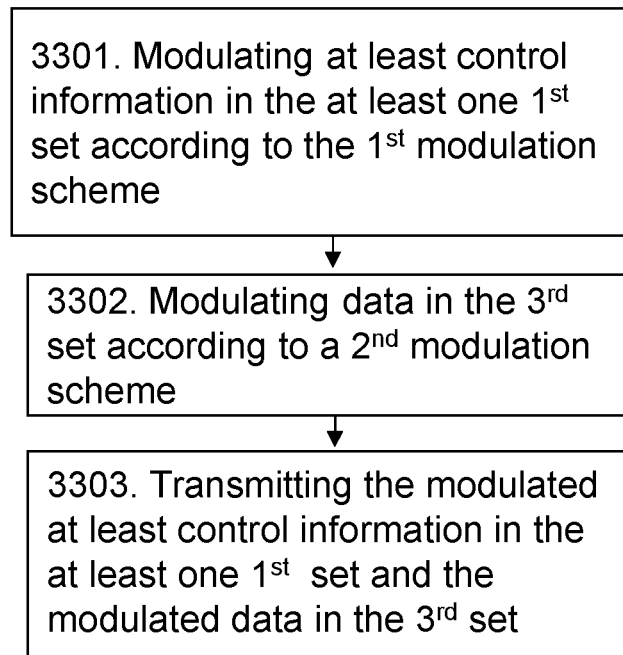 3301. Modulating at least control
information in the at least one 1st
set according to the 1st modulation
scheme
3302. Modulating data in the 3rd
set according to a 2nd modulation
scheme
3303. Transmitting the modulated
at least control information in the
at least one 1st set and the
modulated data in the 3rd set